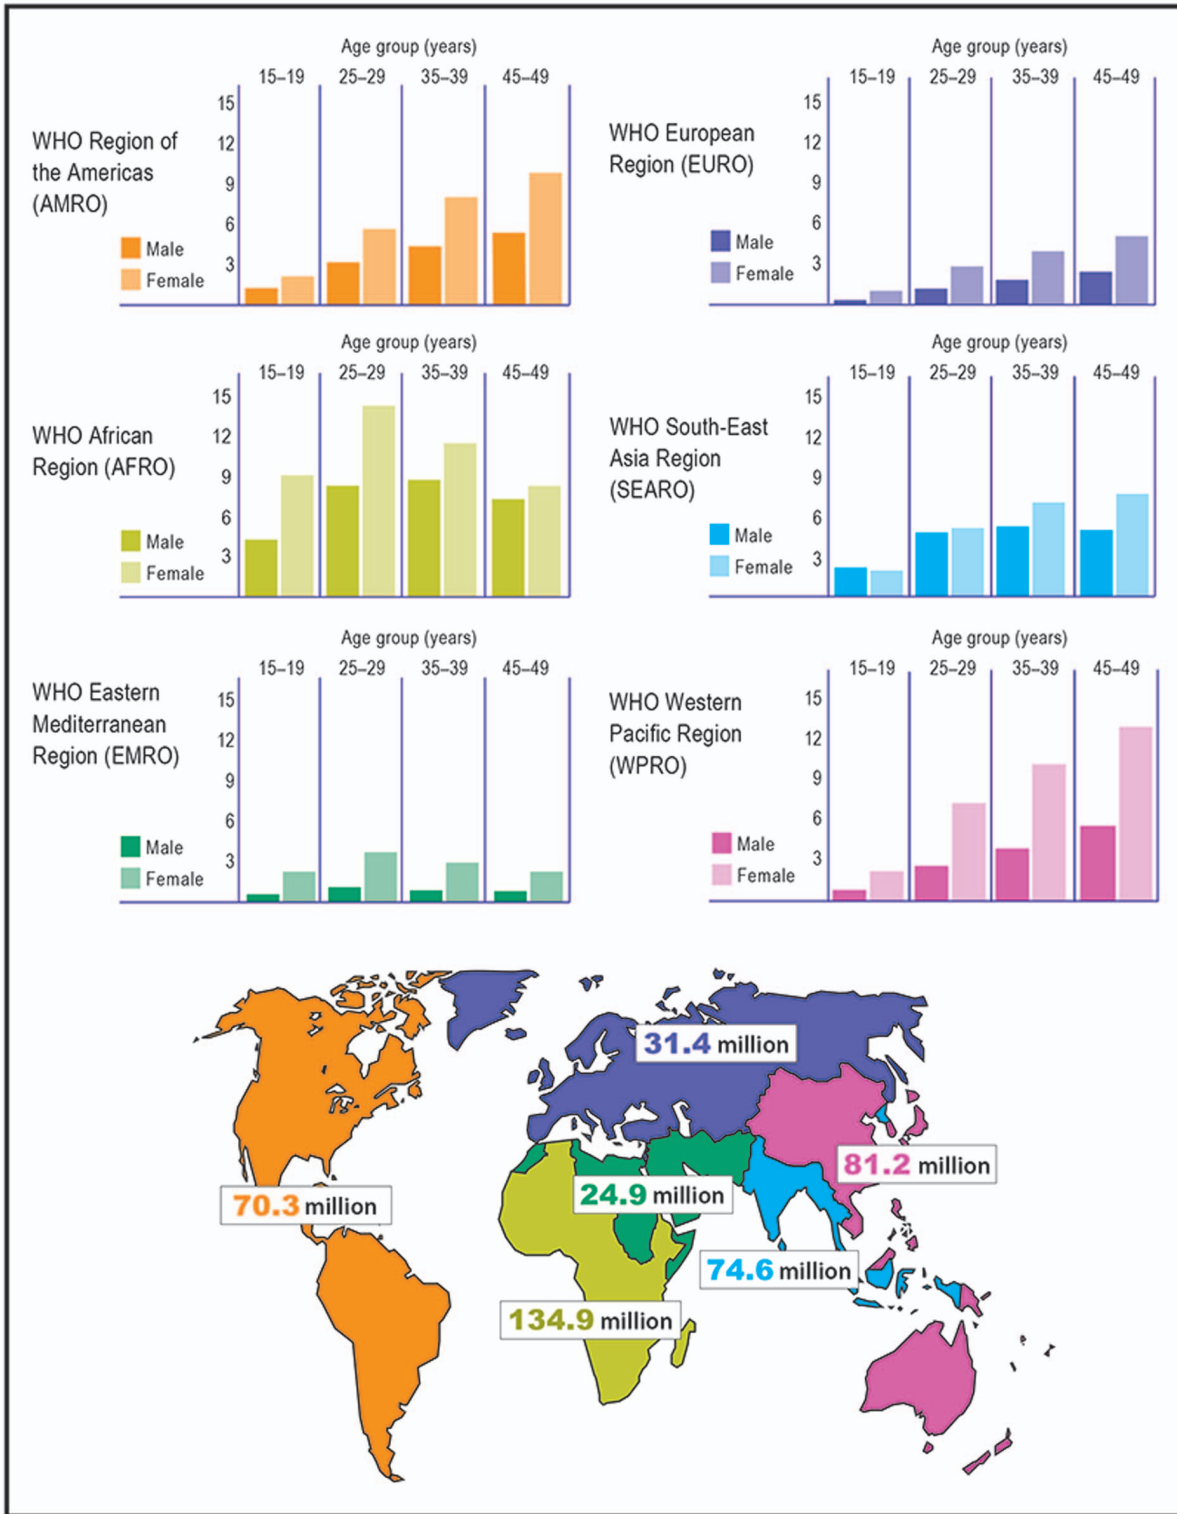 Age group (years)
15–19 25–29 35–39 45–49
15
12
9
6
3
WHO Region of
the Americas
(AMRO)
Male
Female
Age group (years)
15–19 25–29 35–39 45–49
15
12
9
6
3
WHO European
Region (EURO)
Male
Female
Age group (years)
15–19 25–29 35–39 45–49
15
12
9
6
3
WHO African
Region (AFRO)
Male
Female
Age group (years)
15–19 25–29 35–39 45–49
15
12
9
6
3
WHO South-East
Asia Region
(SEARO)
Male
Female
Age group (years)
15–19 25–29 35–39 45–49
15
12
9
6
3
WHO Eastern
Mediterranean
Region (EMRO)
Male
Female
Age group (years)
15–19 25–29 35–39 45–49
15
12
9
6
3
WHO Western
Pacific Region
(WPRO)
Male
Female
31.4 million
81.2 million
70.3 million
24.9 million
74.6 million
134.9 million